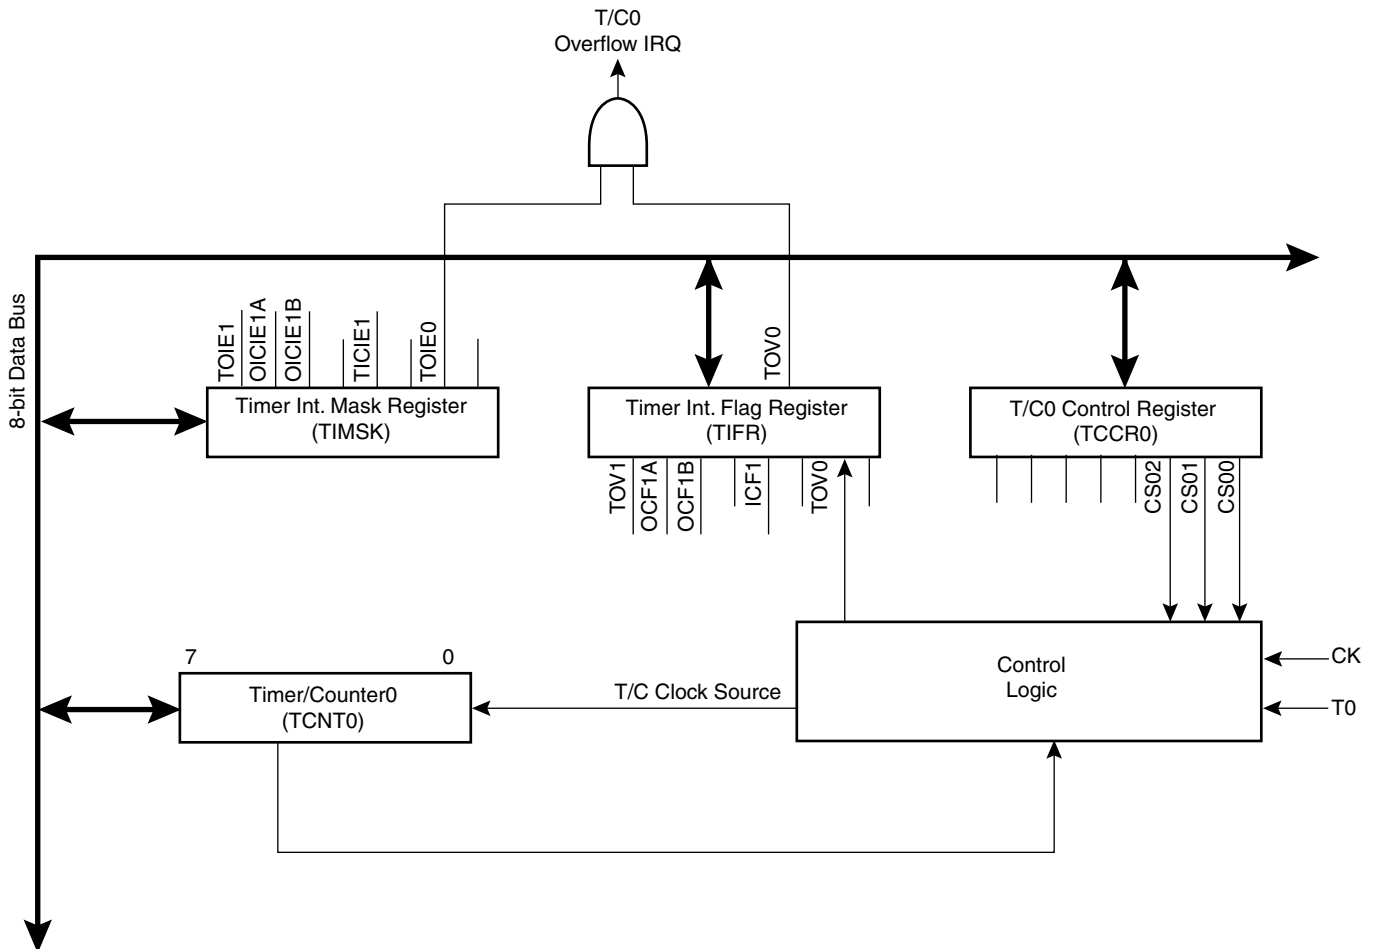 T/C0
Overflow IRQ
8-bit Data Bus
TOIE1
OICIE1A
OICIE1B
TICIE1
TOIE0
TOV0
Timer Int. Mask Register
(TIMSK)
Timer Int. Flag Register
(TIFR)
T/C0 Control Register
(TCCR0)
TOV1
OCF1A
OCF1B
ICF1
TOV0
CS02
CS01
CS00
7
0
Timer/Counter0
(TCNT0)
T/C Clock Source
Control
Logic
CK
T0